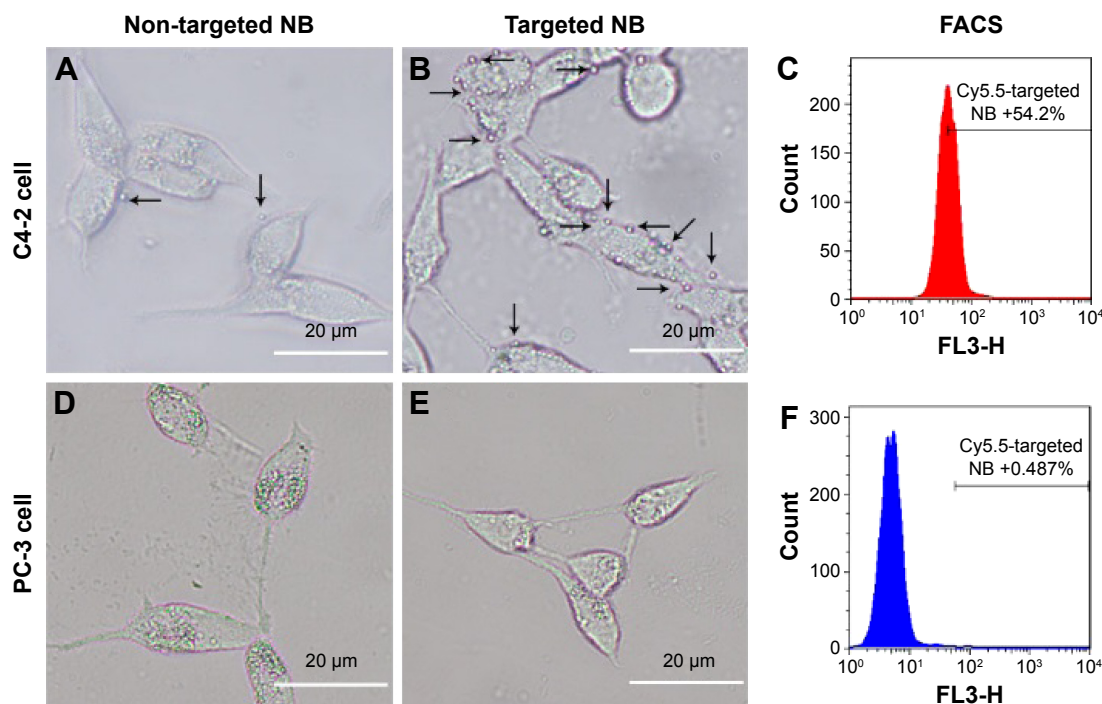 Non-targeted NB
Targeted NB
FACS
C4-2 cell
A
20 µm
B
20 µm
C
Cy5.5-targeted
NB +54.2%
Count
200
150
100
50
0
10⁰ 10¹ 10² 10³ 10⁴
FL3-H
PC-3 cell
D
20 µm
E
20 µm
F
Cy5.5-targeted
NB +0.487%
Count
300
200
100
0
10⁰ 10¹ 10² 10³ 10⁴
FL3-H